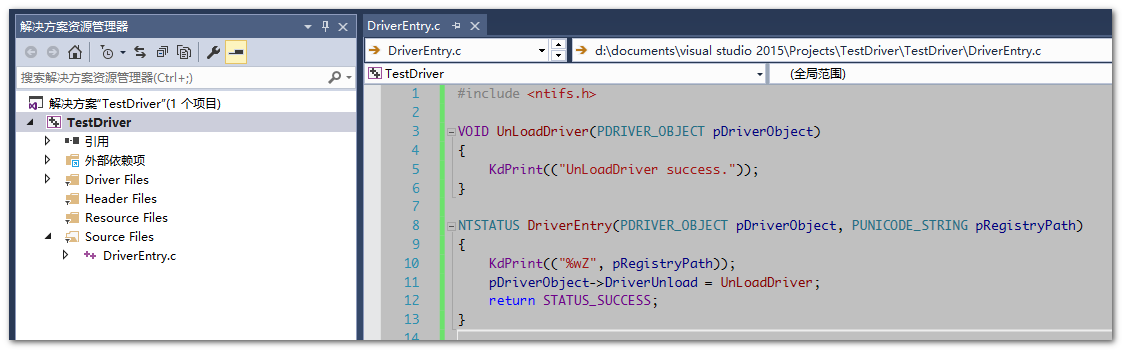 解决方案资源管理器
搜索解决方案资源管理器(Ctrl+;)
解决方案"TestDriver"(1 个项目)
TestDriver
引用
外部依赖项
Driver Files
Header Files
Resource Files
Source Files
DriverEntry.c
DriverEntry.c
DriverEntry.c
d:\documents\visual studio 2015\Projects\TestDriver\TestDriver\DriverEntry.c
TestDriver
(全局范围)
1 #include <ntifs.h>
2
3 VOID UnLoadDriver(PDRIVER_OBJECT pDriverObject)
4 {
5 KdPrint(("UnLoadDriver success."));
6 }
7
8 NTSTATUS DriverEntry(PDRIVER_OBJECT pDriverObject, PUNICODE_STRING pRegistryPath)
9 {
10 KdPrint(("%wZ", pRegistryPath));
11 pDriverObject->DriverUnload = UnLoadDriver;
12 return STATUS_SUCCESS;
13 }
14